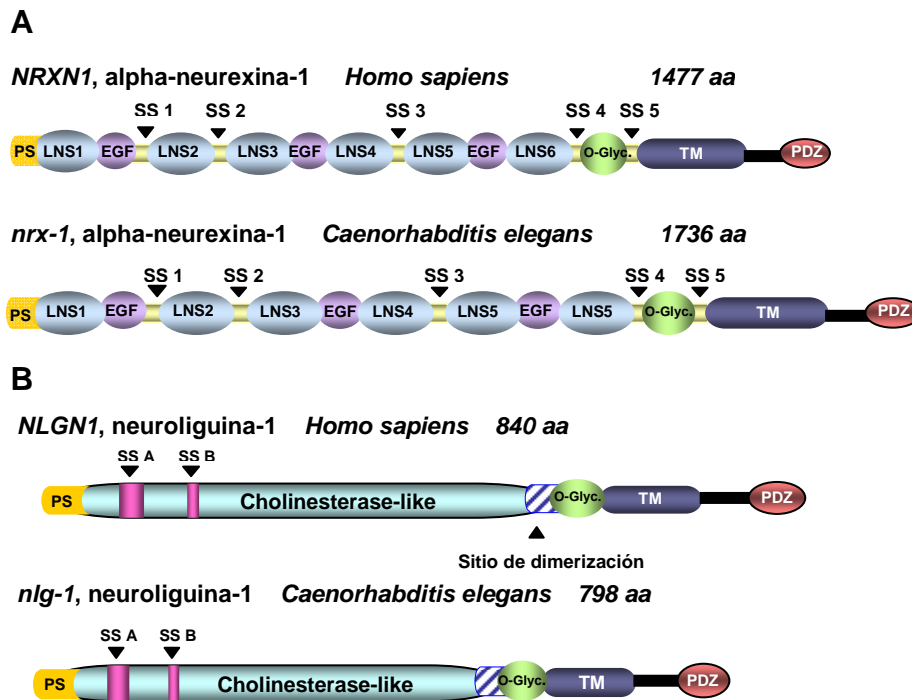 A
NRXN1, alpha-neurexina-1 Homo sapiens 1477 aa
SS 1 SS 2 SS 3 SS 4 SS 5
PS LNS1 EGF LNS2 LNS3 EGF LNS4 LNS5 EGF LNS6 O-Glyc. TM PDZ
nrx-1, alpha-neurexina-1 Caenorhabditis elegans 1736 aa
SS 1 SS 2 SS 3 SS 4 SS 5
PS LNS1 EGF LNS2 LNS3 EGF LNS4 LNS5 EGF LNS5 O-Glyc. TM PDZ
B
NLGN1, neuroliguina-1 Homo sapiens 840 aa
SS A SS B
PS Cholinesterase-like O-Glyc. TM PDZ
Sitio de dimerización
nlg-1, neuroliguina-1 Caenorhabditis elegans 798 aa
SS A SS B
PS Cholinesterase-like O-Glyc. TM PDZ